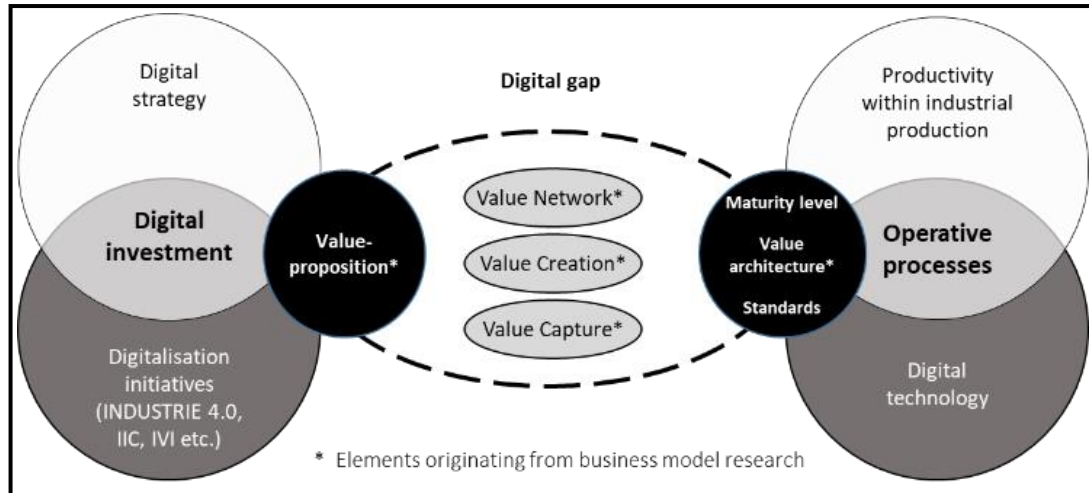 Digital
strategy
Digital
investment
Digitalisation
initiatives
(INDUSTRIE 4.0,
IIC, IVI etc.)
Value-
proposition*
Digital gap
Value Network*
Value Creation*
Value Capture*
Maturity level
Value
architecture*
Standards
Productivity
within industrial
production
Operative
processes
Digital
technology
* Elements originating from business model research